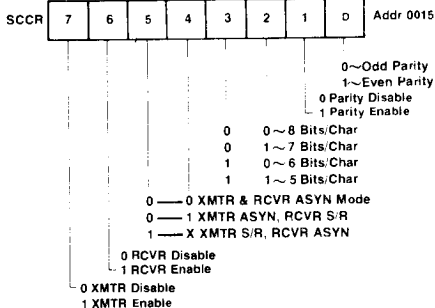 SCCR 7 6 5 4 3 2 1 0 Addr 0015
0~Odd Parity
1~Even Parity
0 Parity Disable
1 Parity Enable
0 0~8 Bits/Char
0 1~7 Bits/Char
1 0~6 Bits/Char
1 1~5 Bits/Char
0 — 0 XMTR & RCVR ASYN Mode
0 — 1 XMTR ASYN, RCVR S/R
1 — X XMTR S/R, RCVR ASYN
0 RCVR Disable
1 RCVR Enable
0 XMTR Disable
1 XMTR Enable